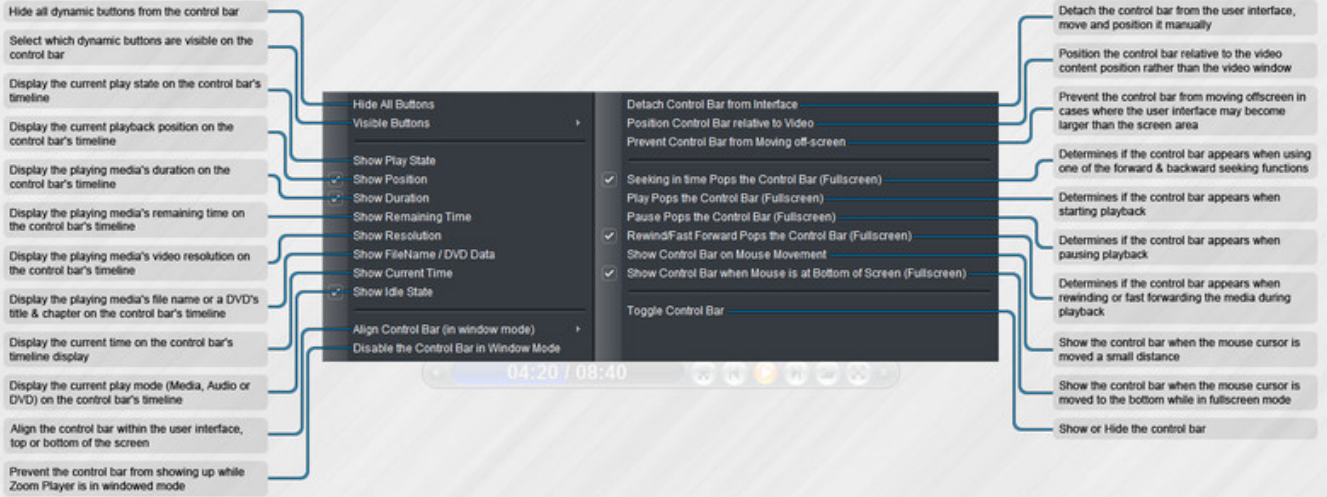 Hide all dynamic buttons from the control bar
Select which dynamic buttons are visible on the
control bar
Display the current play state on the control bar's
timeline
Display the current playback position on the
control bar's timeline
Display the playing media's duration on the
control bar's timeline
Display the playing media's remaining time on
the control bar's timeline
Display the playing media's video resolution on
the control bar's timeline
Display the playing media's file name or a DVD's
title & chapter on the control bar's timeline
Display the current time on the control bar's
timeline display
Display the current play mode (Media, Audio or
DVD) on the control bar's timeline
Align the control bar within the user interface,
top or bottom of the screen
Prevent the control bar from showing up while
Zoom Player is in windowed mode
Hide All Buttons
Visible Buttons
Show Play State
Show Position
Show Duration
Show Remaining Time
Show Resolution
Show FileName / DVD Data
Show Current Time
Show Idle State
Align Control Bar (in window mode)
Disable the Control Bar in Window Mode
Detach Control Bar from Interface
Position Control Bar relative to Video
Prevent Control Bar from Moving off-screen
Seeking in time Pops the Control Bar (Fullscreen)
Play Pops the Control Bar (Fullscreen)
Pause Pops the Control Bar (Fullscreen)
Rewind/Fast Forward Pops the Control Bar (Fullscreen)
Show Control Bar on Mouse Movement
Show Control Bar when Mouse is at Bottom of Screen (Fullscreen)
Toggle Control Bar
04:20 / 08:40
Detach the control bar from the user interface,
move and position it manually
Position the control bar relative to the video
content position rather than the video window
Prevent the control bar from moving offscreen in
cases where the user interface may become
larger than the screen area
Determines if the control bar appears when using
one of the forward & backward seeking functions
Determines if the control bar appears when
starting playback
Determines if the control bar appears when
pausing playback
Determines if the control bar appears when
rewinding or fast forwarding the media during
playback
Show the control bar when the mouse cursor is
moved a small distance
Show the control bar when the mouse cursor is
moved to the bottom while in fullscreen mode
Show or Hide the control bar